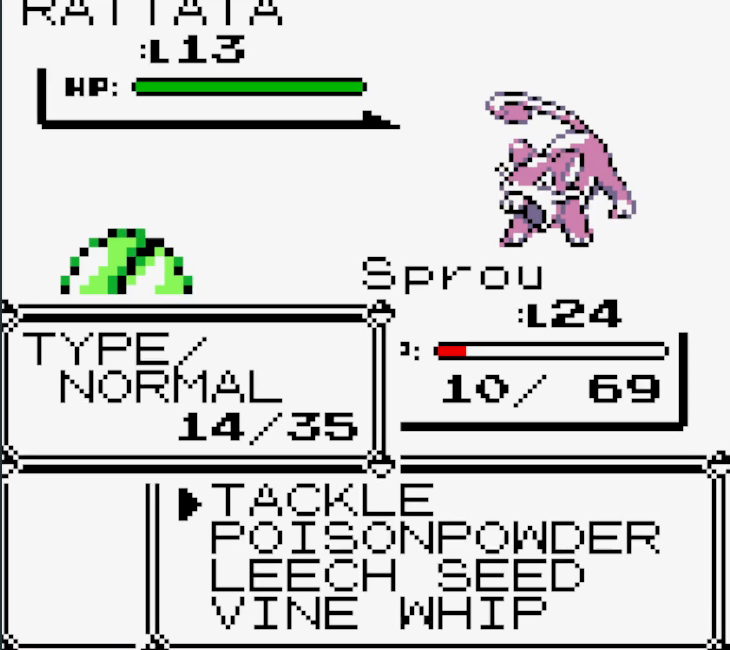 RATTATA
:L13
HP:
Sprou
:L24
10/ 69
TYPE/
NORMAL
14/35
▶TACKLE
POISONPOWDER
LEECH SEED
VINE WHIP